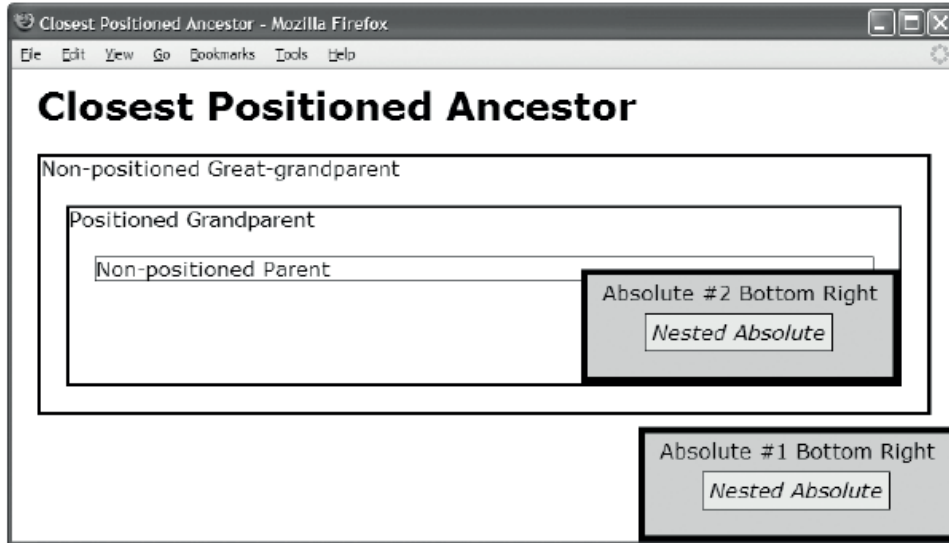 Closest Positioned Ancestor - Mozilla Firefox
File Edit View Go Bookmarks Tools Help
Closest Positioned Ancestor
Non-positioned Great-grandparent
Positioned Grandparent
Non-positioned Parent
Absolute #2 Bottom Right
Nested Absolute
Absolute #1 Bottom Right
Nested Absolute